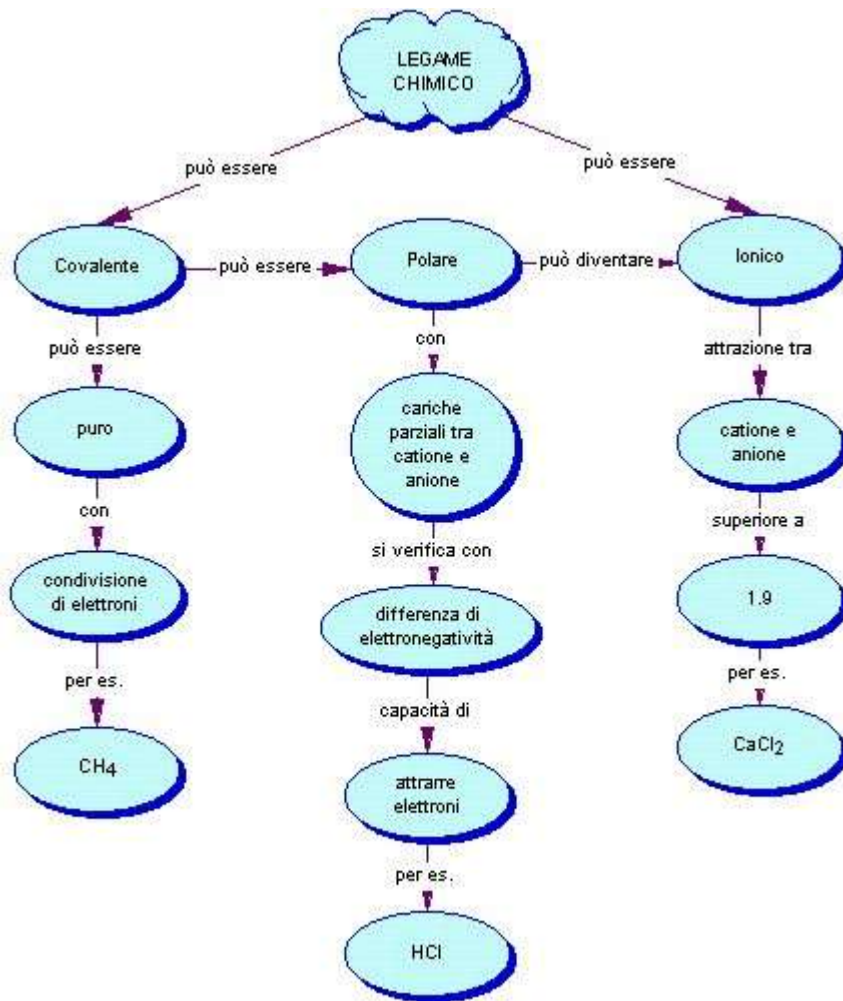 LEGAME
CHIMICO
può essere
può essere
Covalente
può essere
Polare
può diventare
Ionico
può essere
con
attrazione tra
puro
cariche
parziali tra
catione e
anione
catione e
anione
con
si verifica con
superiore a
condivisione
di elettroni
differenza di
elettronegatività
1.9
per es.
capacità di
per es.
CH4
attrarre
elettroni
CaCl2
per es.
HCl